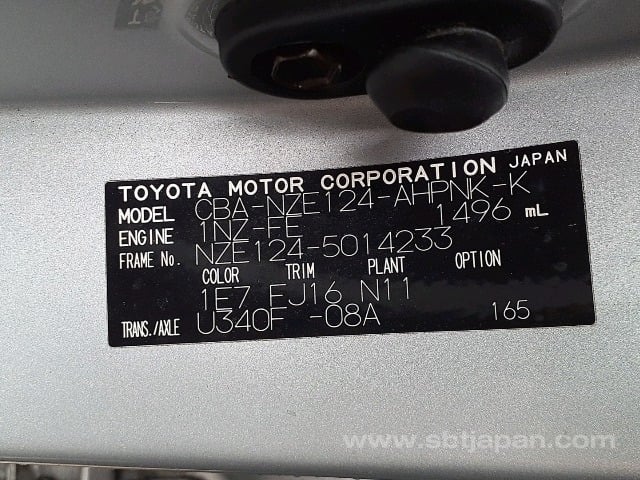 TOYOTA MOTOR CORPORATION JAPAN
MODEL CBA-NZE124-AHPNK-K
ENGINE 1NZ-FE 1496 mL
FRAME No. NZE124-5014233
COLOR TRIM PLANT OPTION
1E7 FJ16 N11
TRANS./AXLE U340F -08A 165
www.sbtjapan.com